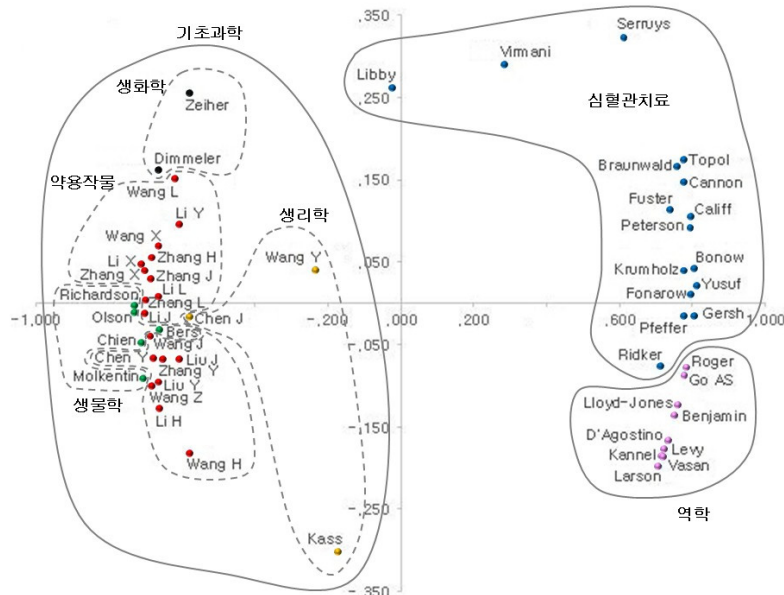 .350
Serruys
기초과학
Virmani
Libby
.250
생화학
Zeiher
심혈관치료
Dimmeler
Topol
Braunwald
.150
약용작물
Wang L
Cannon
Fuster
Li Y
생리학
Califf
Peterson
Wang X
Li X
Zhang H
Wang Y
Bonow
.050
Zhang X
Zhang J
Krumholz
Yusuf
Richardson
Li L
Fonarow
Zhang L
-1,000
Olson
LiJ
Chen J
.000
.200
.600
.800
Gersh
1.000
Pfeffer
Chien
Bers
Wang J
-.050
Chen Y
Liu J
Ridker
Roger
Zhang Y
Go AS
Molkentin
Liu Y
생물학
Wang Z
Lloyd-Jones
Benjamin
Li H
-.150
D'Agostino
Levy
Wang H
Kannel
Vasan
Larson
역학
.250
Kass
.350